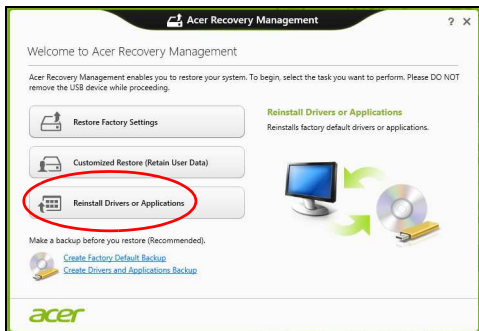 Acer Recovery Management
? X
Welcome to Acer Recovery Management
Acer Recovery Management enables you to restore your system. To begin, select the task you want to perform. Please DO NOT
remove the USB device while proceeding.
Restore Factory Settings
Customized Restore (Retain User Data)
Reinstall Drivers or Applications
Reinstall Drivers or Applications
Reinstalls factory default drivers or applications.
Make a backup before you restore (Recommended).
Create Factory Default Backup
Create Drivers and Applications Backup
acer